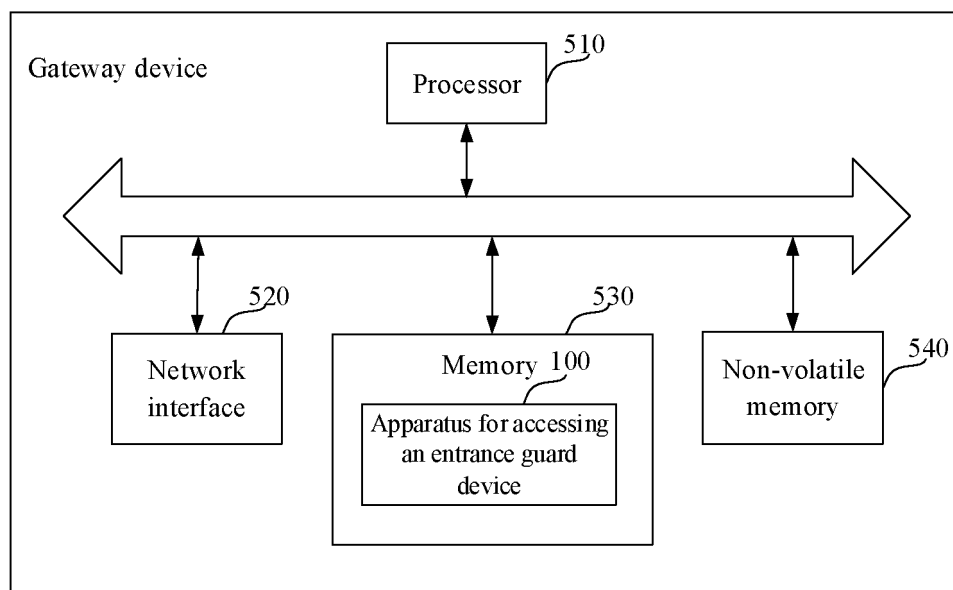 Gateway device
510
Processor
520
Network
interface
530
Memory
100
Apparatus for accessing
an entrance guard
device
540
Non-volatile
memory